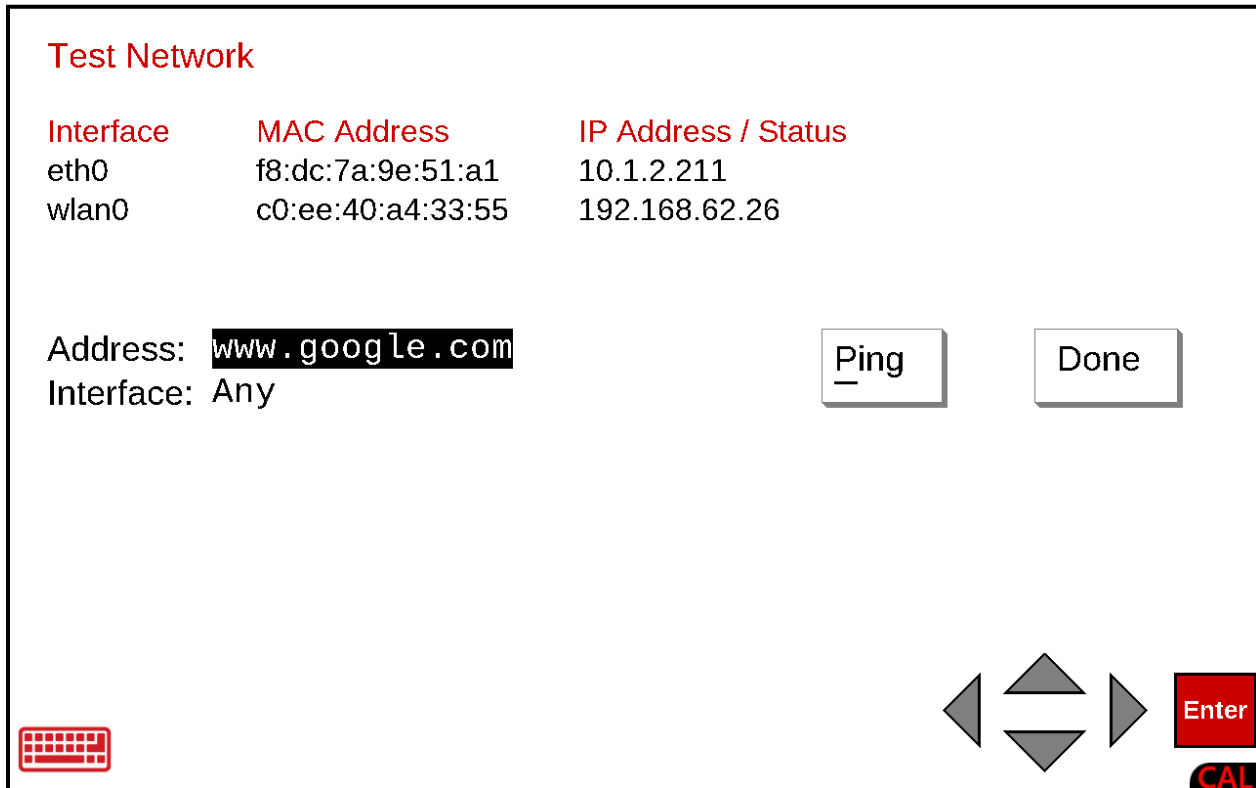 Test Network
Interface MAC Address IP Address / Status
eth0 f8:dc:7a:9e:51:a1 10.1.2.211
wlan0 c0:ee:40:a4:33:55 192.168.62.26
Address: www.google.com Ping Done
Interface: Any
Enter
CAL